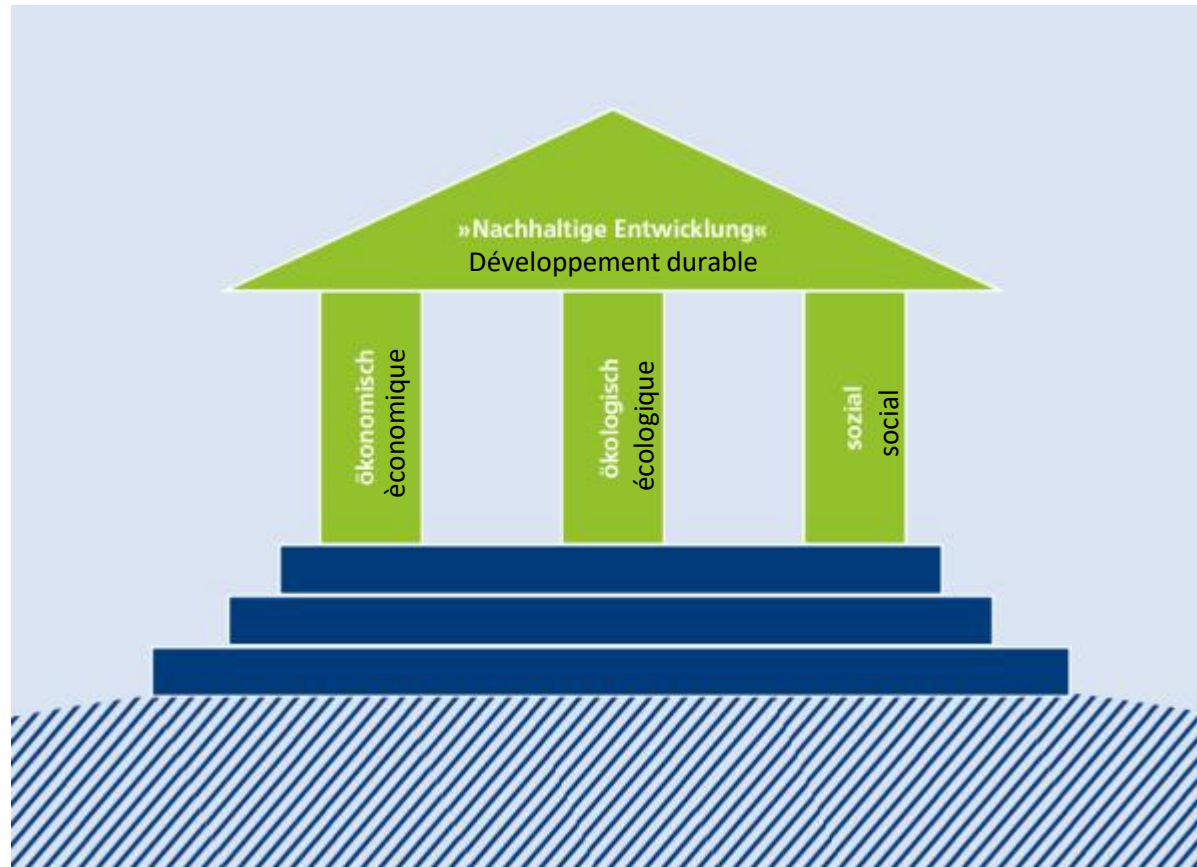 »Nachhaltige Entwicklung«
Développement durable
ökonomisch
èconomique
ökologisch
écologique
sozial
social